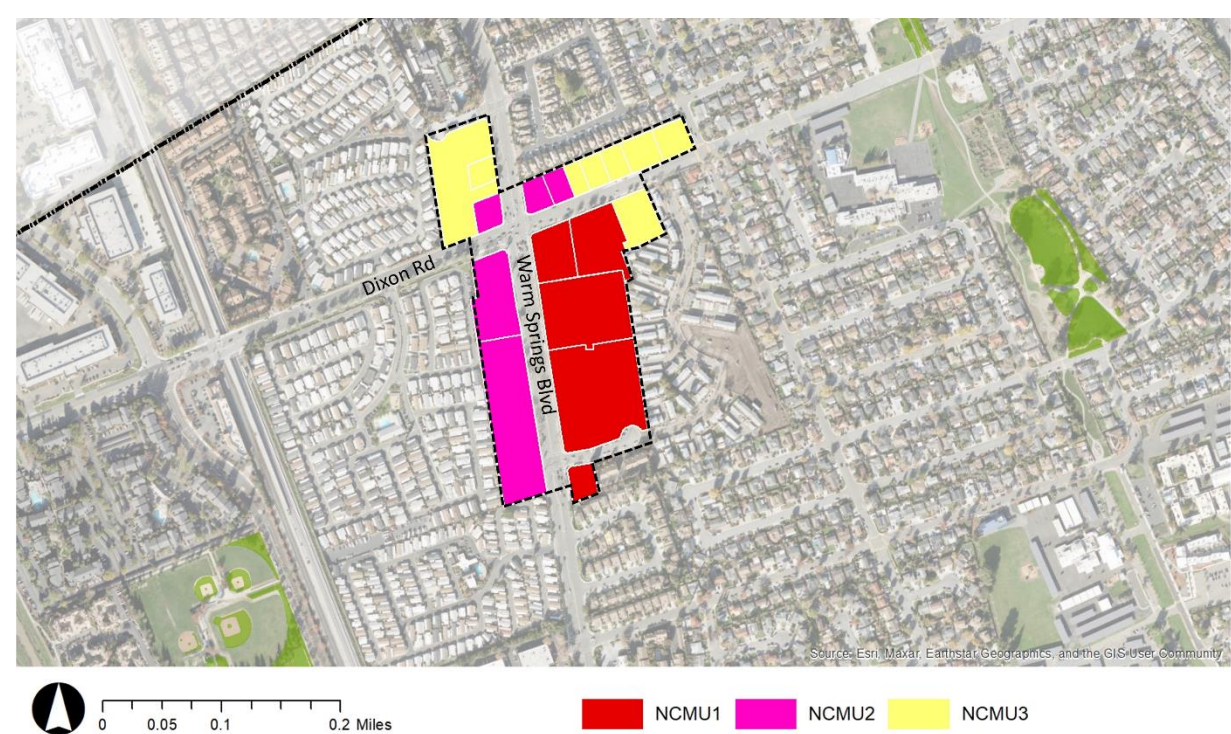 Dixon Rd
Warm Springs Blvd
Source: Esri, Maxar, Earthstar Geographics, and the GIS User Community
0 0.05 0.1 0.2 Miles
NCMU1 NCMU2 NCMU3